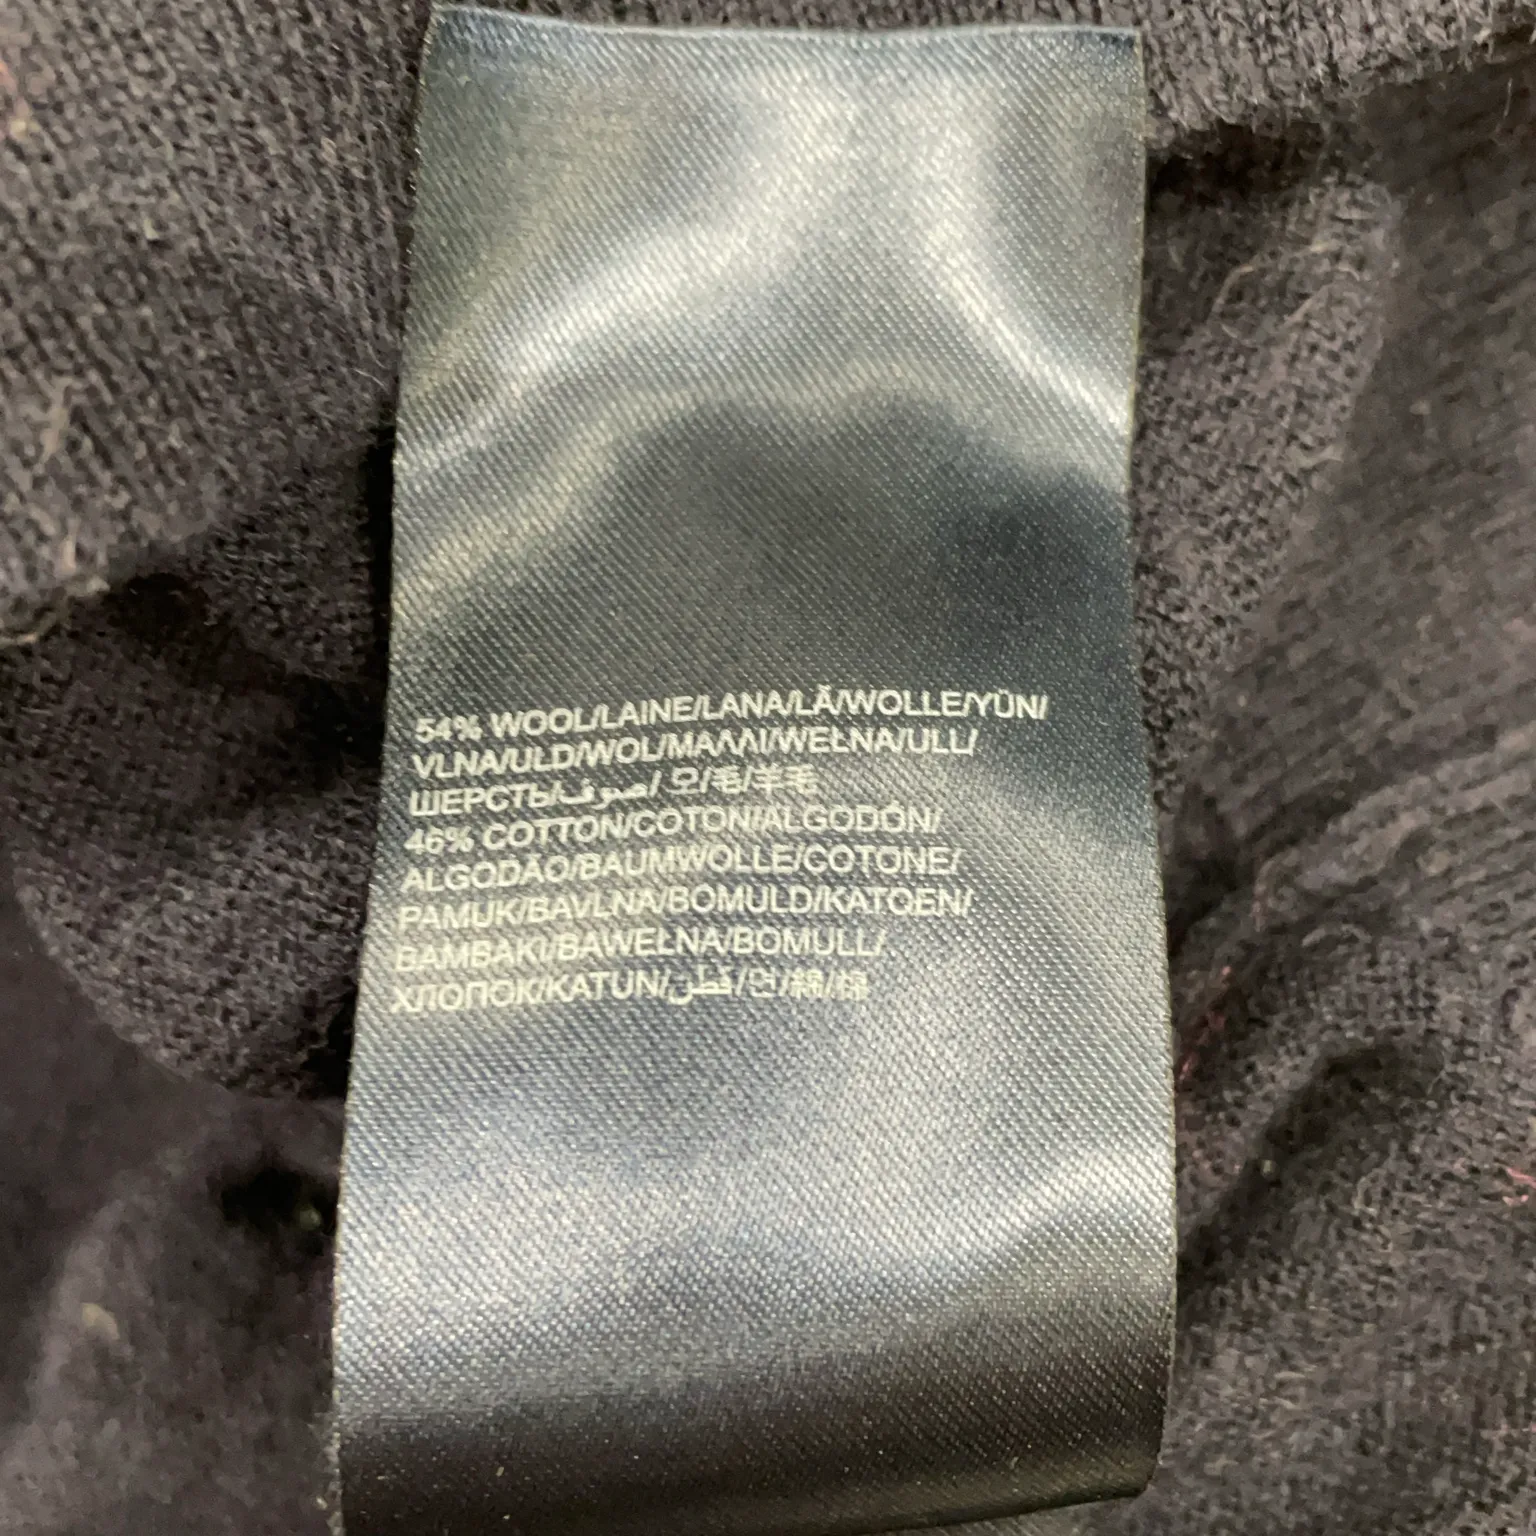 54% WOOL/LAINE/LANA/LÃ/WOLLE/YÜN/
VLNA/ULD/WOL/ΜΑΛΛΙ/WEŁNA/ULL/
ШЕРСТЬ/صوف/ 모/毛/羊毛
46% COTTON/COTON/ALGODÓN/
ALGODÃO/BAUMWOLLE/COTONE/
PAMUK/BAVLNA/BOMULD/KATOEN/
BAMBAKI/BAWEŁNA/BOMULL/
ХЛОПОК/KATUN/قطن/면/綿/棉